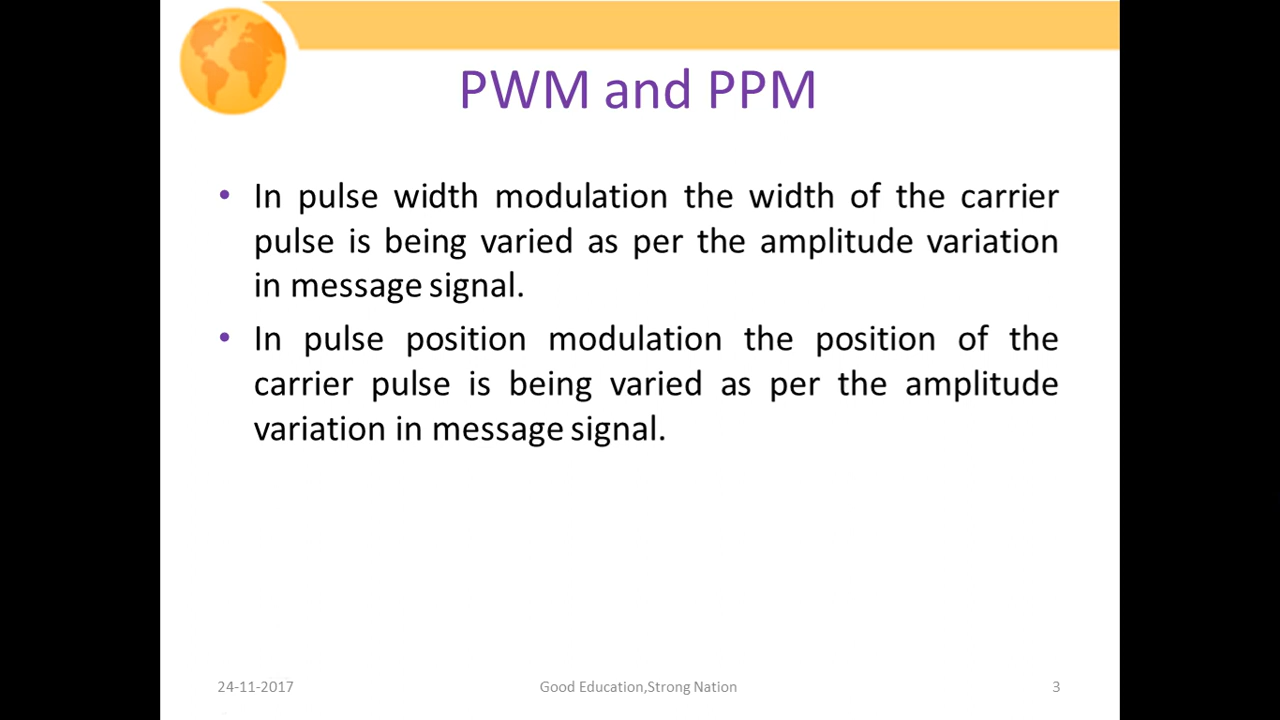 PWM and PPM
• In pulse width modulation the width of the carrier
pulse is being varied as per the amplitude variation
in message signal.
• In pulse position modulation the position of the
carrier pulse is being varied as per the amplitude
variation in message signal.
24-11-2017 Good Education,Strong Nation 3